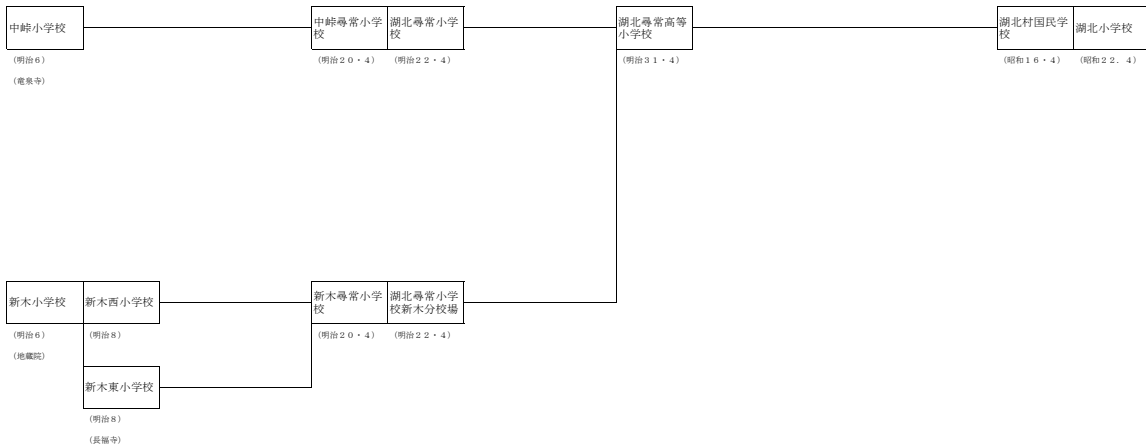 中峠小学校
中峠尋常小学
校
湖北尋常小学
校
湖北尋常高等
小学校
湖北村国民学
校
湖北小学校
(明治6)
(明治20・4)
(明治22・4)
(明治31・4)
(昭和16・4)
(昭和22．4)
(竜泉寺)
新木小学校
新木西小学校
新木尋常小学
校
湖北尋常小学
校新木分校場
(明治6)
(明治8)
(明治20・4)
(明治22・4)
(地蔵院)
新木東小学校
(明治8)
(長福寺)